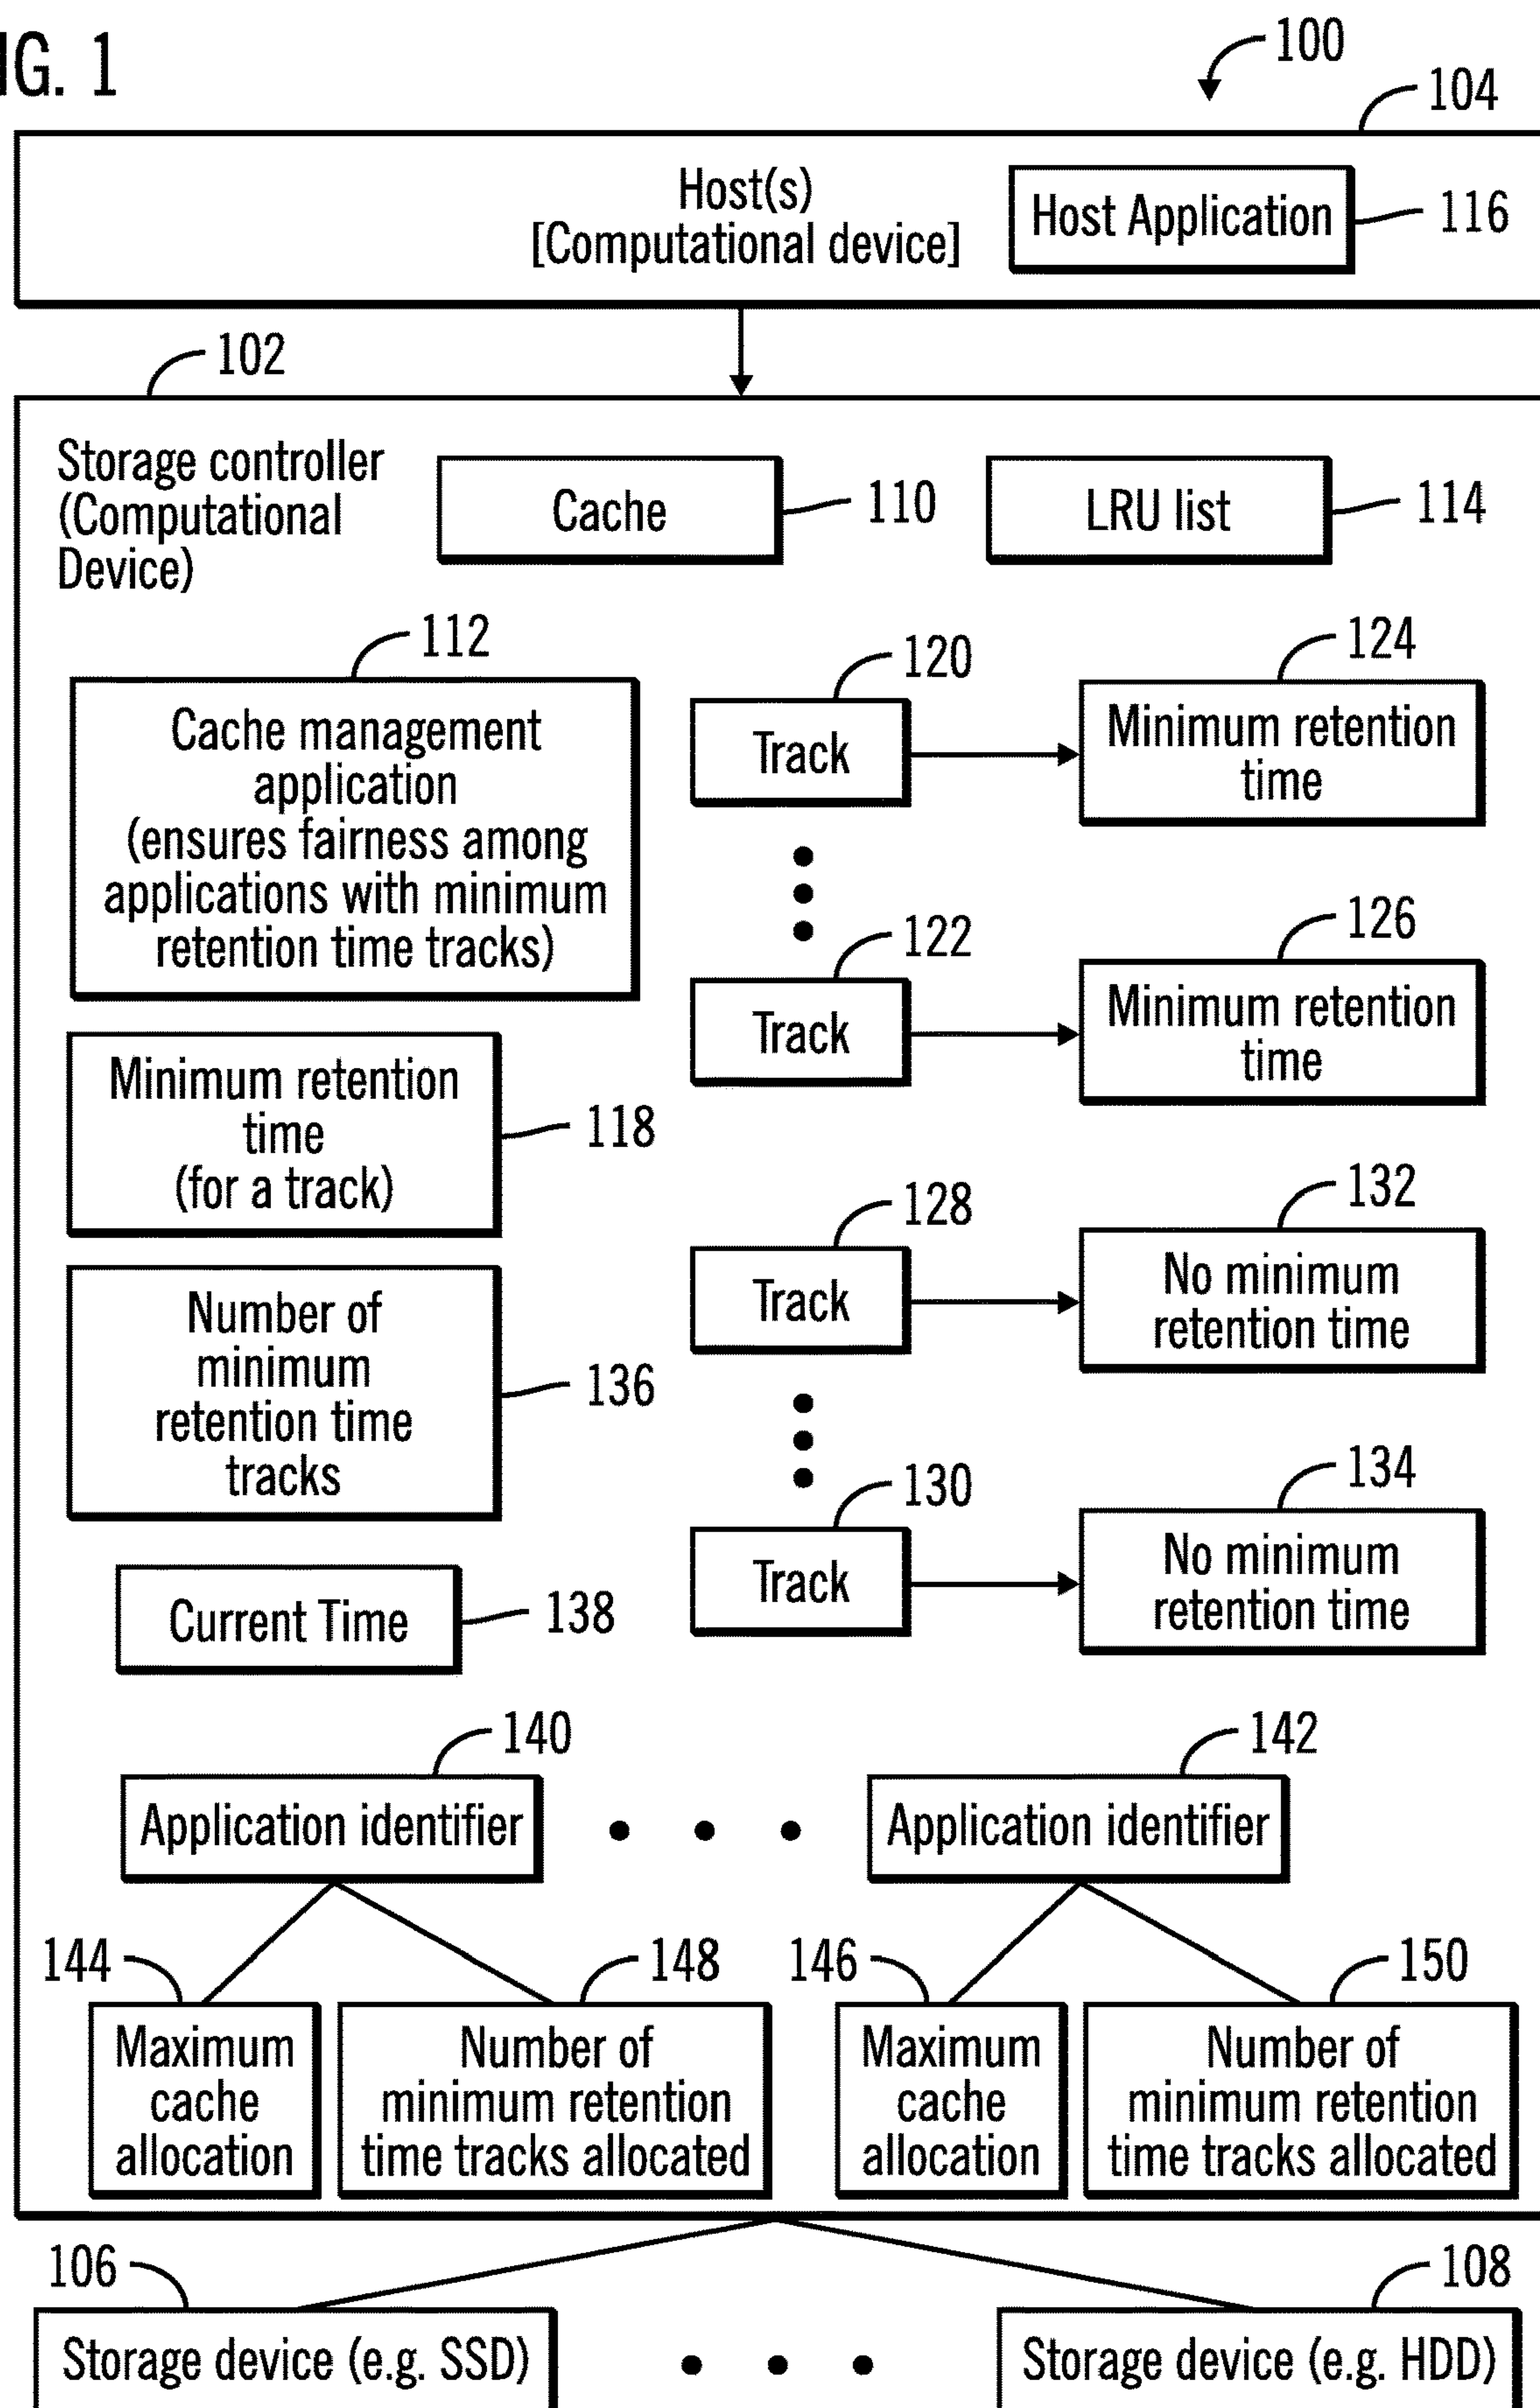 IG. 1
100
104
Host(s)
[Computational device]
Host Application
116
102
Storage controller
(Computational
Device)
Cache
110
LRU list
114
112
Cache management
application
(ensures fairness among
applications with minimum
retention time tracks)
120
Track
124
Minimum retention
time
122
Track
126
Minimum retention
time
Minimum retention
time
(for a track)
118
128
Track
132
No minimum
retention time
Number of
minimum
retention time
tracks
136
130
Track
134
No minimum
retention time
Current Time
138
140
Application identifier
142
Application identifier
144
Maximum
cache
allocation
148
Number of
minimum retention
time tracks allocated
146
Maximum
cache
allocation
150
Number of
minimum retention
time tracks allocated
106
Storage device (e.g. SSD)
108
Storage device (e.g. HDD)